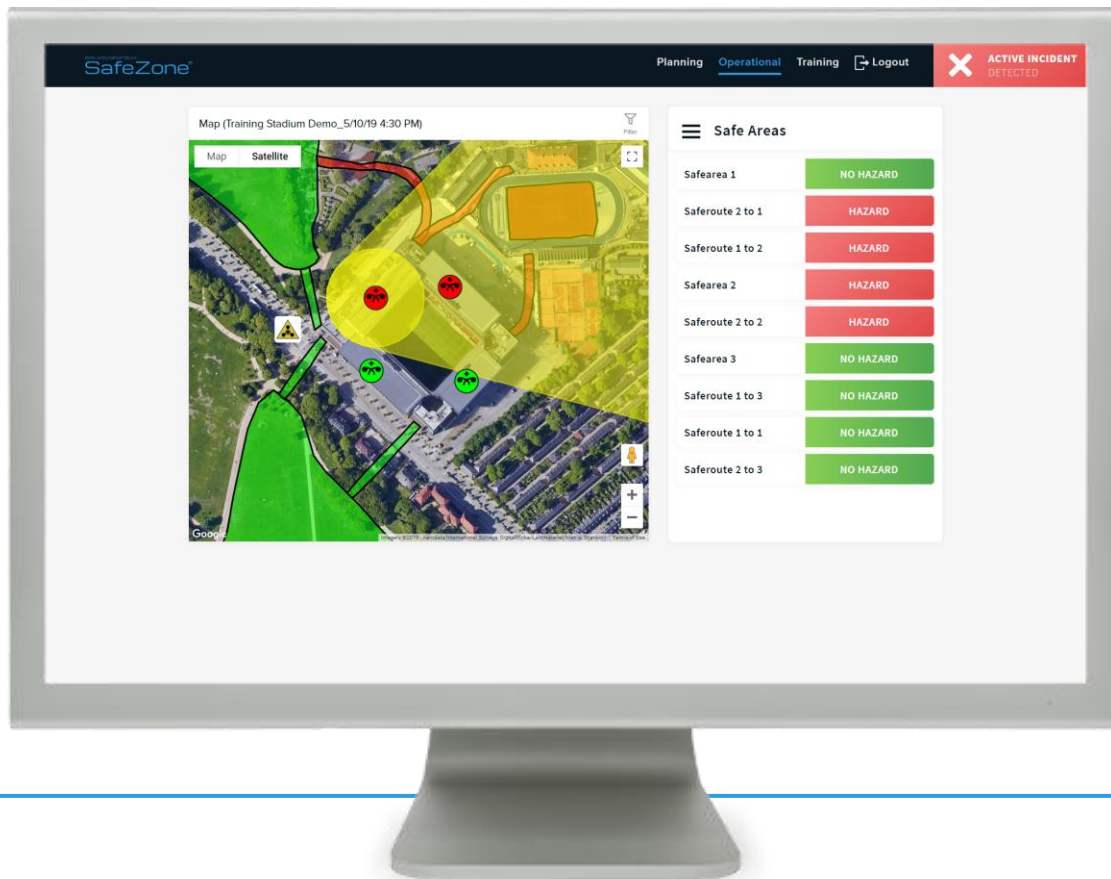 SafeZone
Planning Operational Training Logout
ACTIVE INCIDENT
DETECTED
Map (Training Stadium Demo_5/10/19 4:30 PM)
Filter
Map Satellite
Safe Areas
Safearea 1 NO HAZARD
Saferoute 2 to 1 HAZARD
Saferoute 1 to 2 HAZARD
Safearea 2 HAZARD
Saferoute 2 to 2 HAZARD
Safearea 3 NO HAZARD
Saferoute 1 to 3 NO HAZARD
Saferoute 1 to 1 NO HAZARD
Saferoute 2 to 3 NO HAZARD
Google
Terms of Use